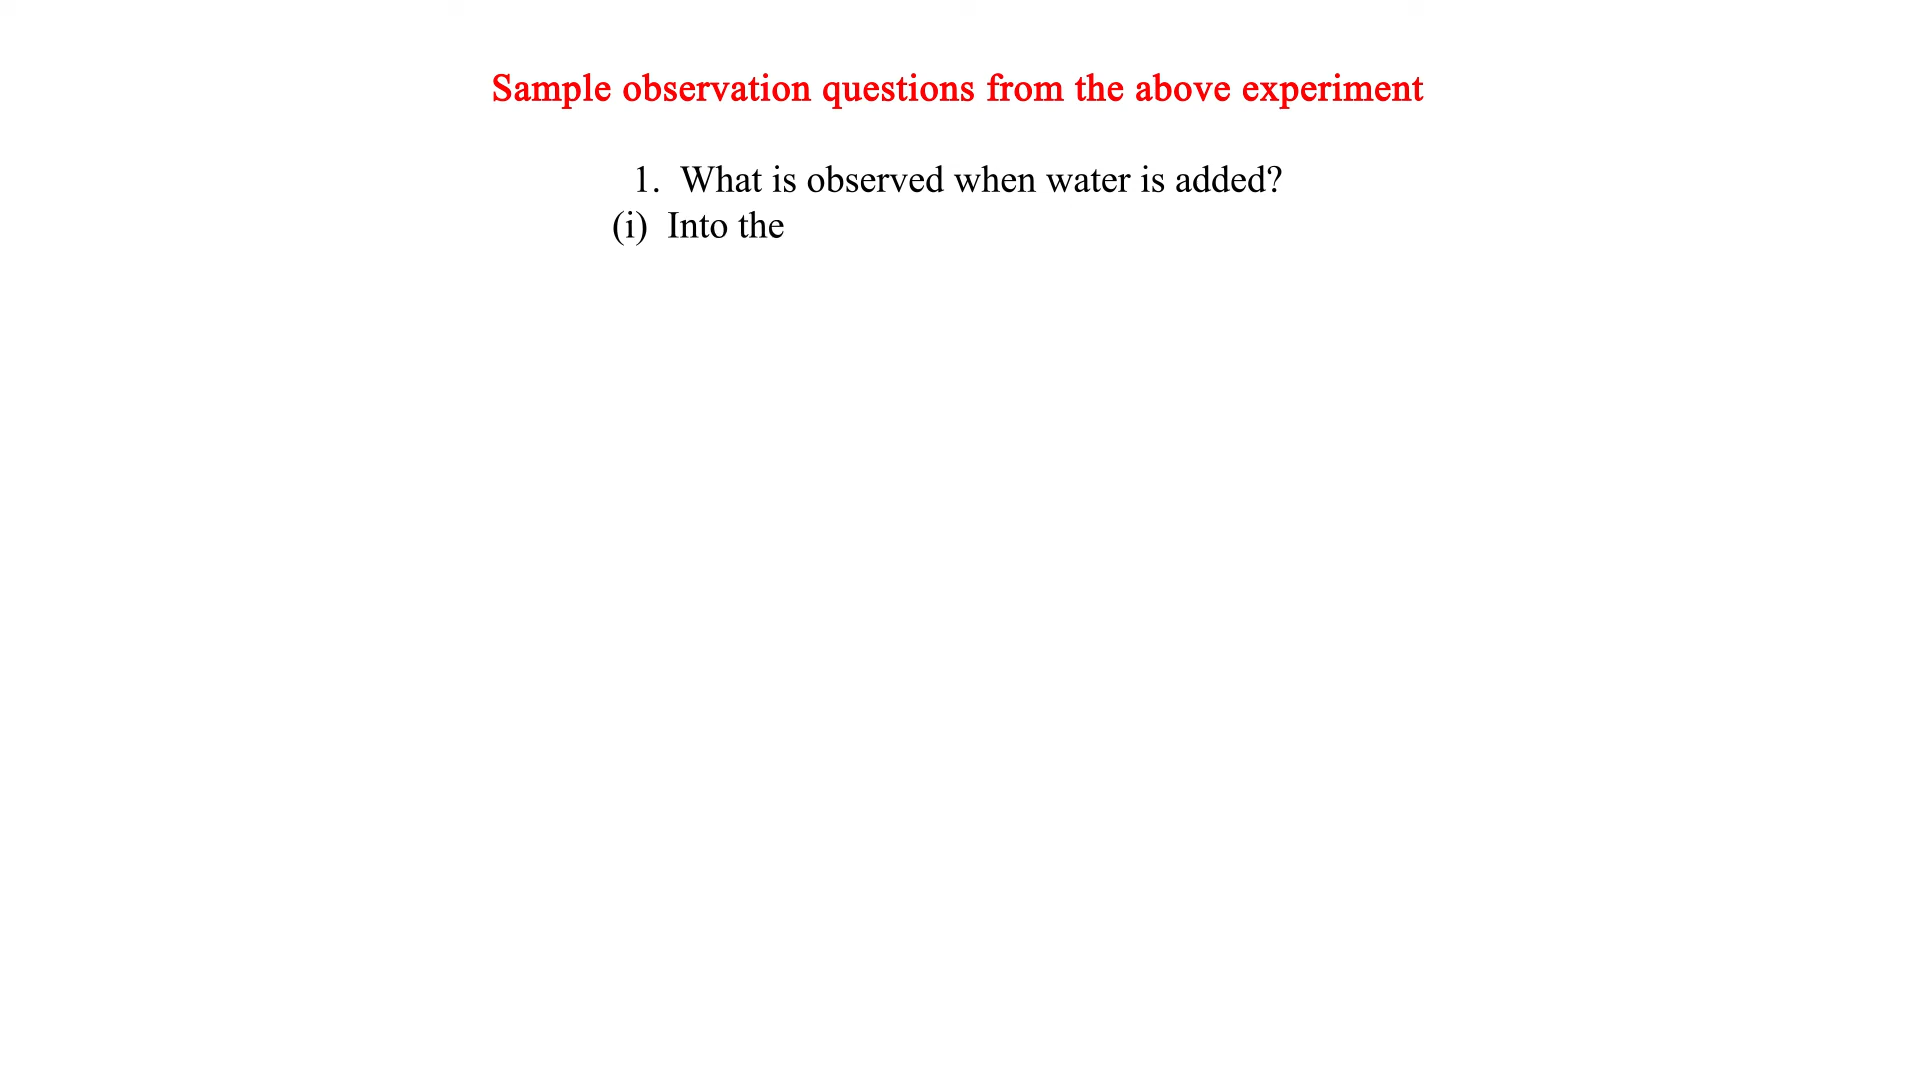 Sample observation questions from the above experiment
1. What is observed when water is added?
(i) Into the